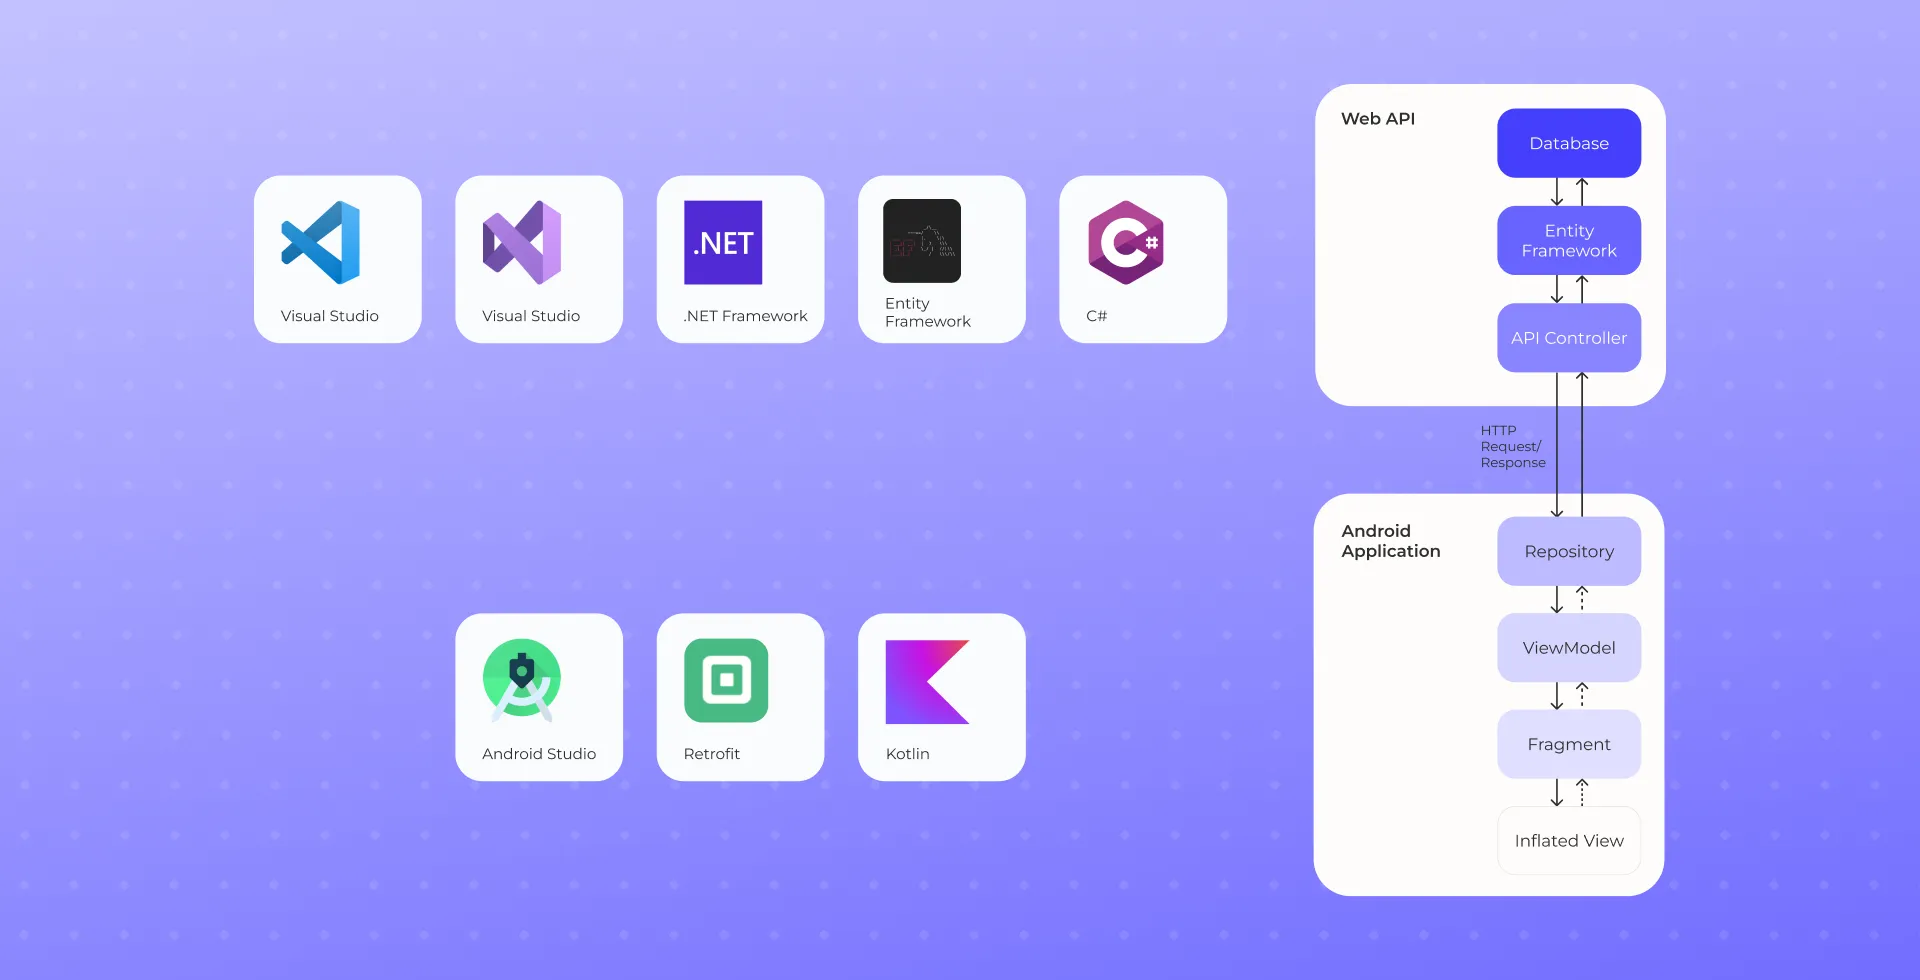 Web API
Database
Entity
Framework
API Controller
.NET
EF
Visual Studio
Visual Studio
.NET Framework
Entity
Framework
C#
HTTP
Request/
Response
Android
Application
Repository
ViewModel
Fragment
Inflated View
Android Studio
Retrofit
Kotlin